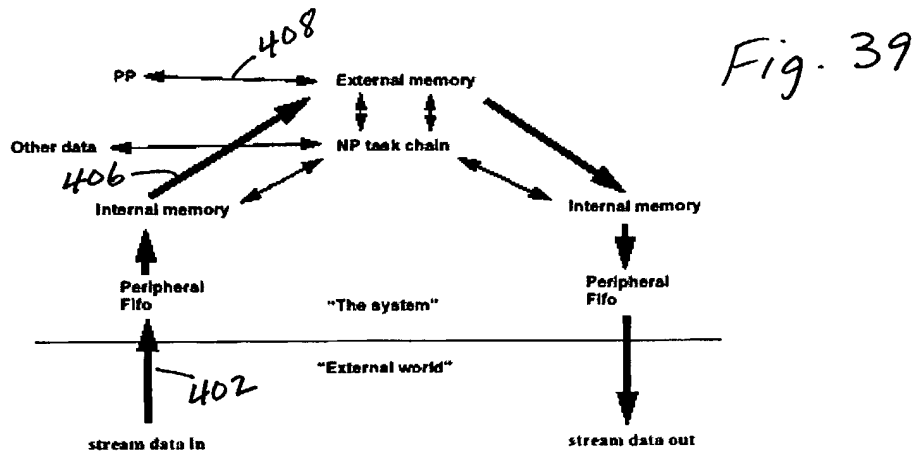 Fig. 39
408
PP
External memory
Other data
NP task chain
406
Internal memory
Internal memory
Peripheral
Fifo
Peripheral
Fifo
"The system"
"External world"
402
stream data in
stream data out